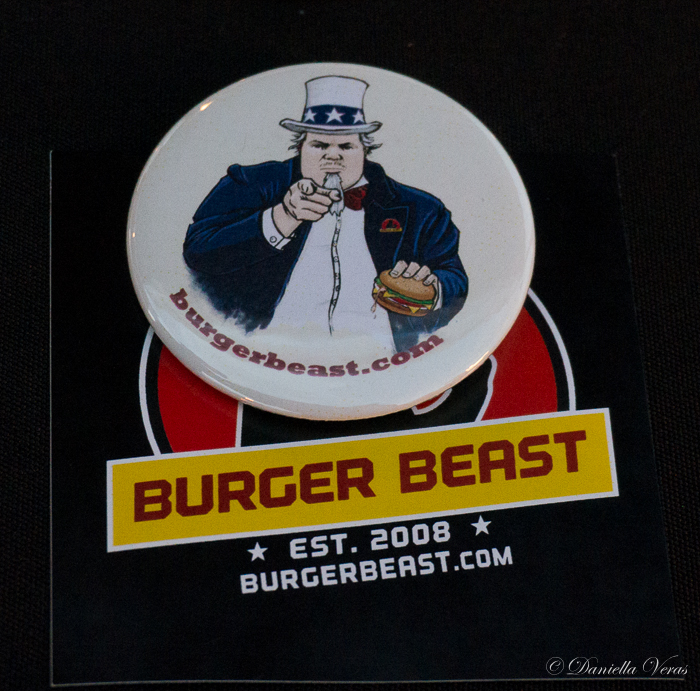 burgerbeast.com
BURGER BEAST
EST. 2008
BURGERBEAST.COM
© Daniella Veras